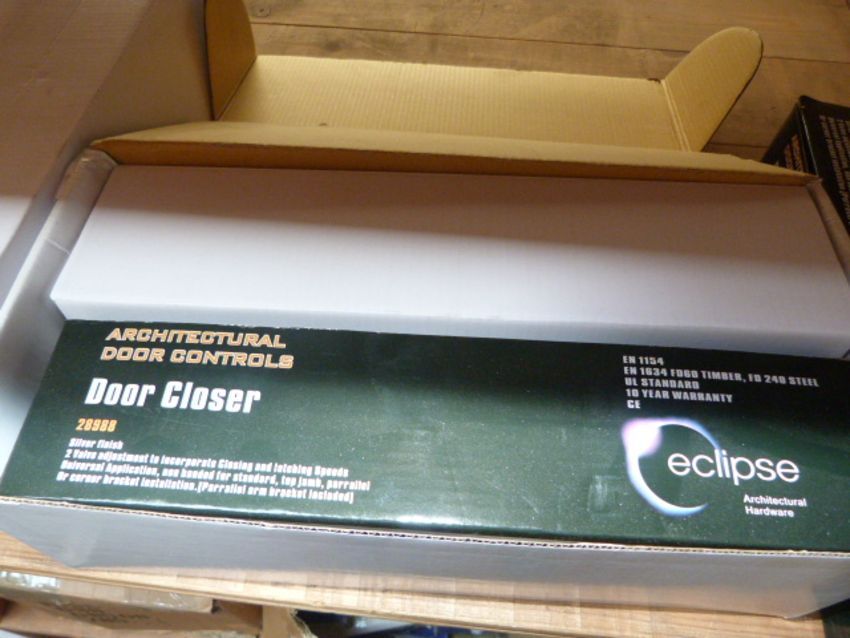 ARCHITECTURAL
DOOR CONTROLS
Door Closer
28988
Silver finish
2 Valve adjustment to incorporate Closing and latching Speeds
Universal Application, non handed for standard, top jamb, parrallel
Or corner bracket installation.[Parrallel arm bracket included]
EN 1154
EN 1634 FD60 TIMBER, FD 240 STEEL
UL STANDARD
10 YEAR WARRANTY
CE
eclipse
Architectural
Hardware